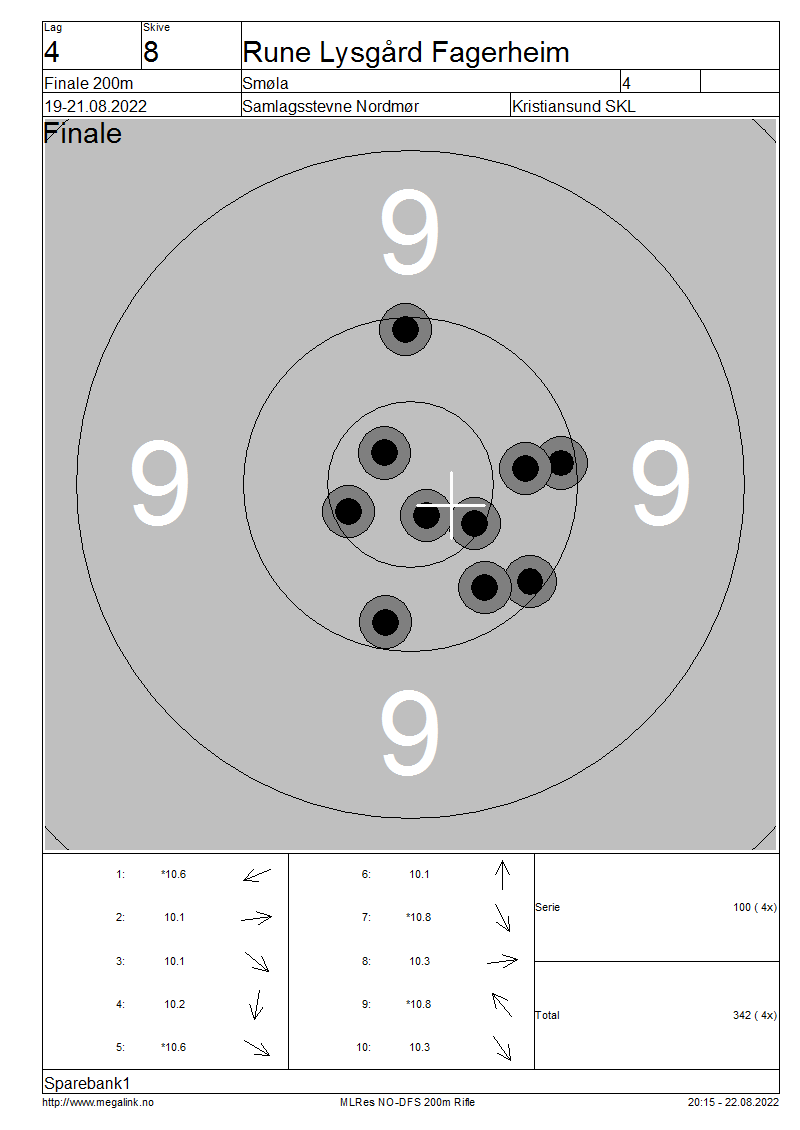 Lag Skive
4 8 Rune Lysgård Fagerheim
Finale 200m Smøla 4
19-21.08.2022 Samlagsstevne Nordmør Kristiansund SKL
Finale
9
9 9
9
1: *10.6 6: 10.1
2: 10.1 7: *10.8
Serie 100 ( 4x)
3: 10.1 8: 10.3
4: 10.2 9: *10.8
Total 342 ( 4x)
5: *10.6 10: 10.3
Sparebank1
http://www.megalink.no MLRes NO-DFS 200m Rifle 20:15 - 22.08.2022